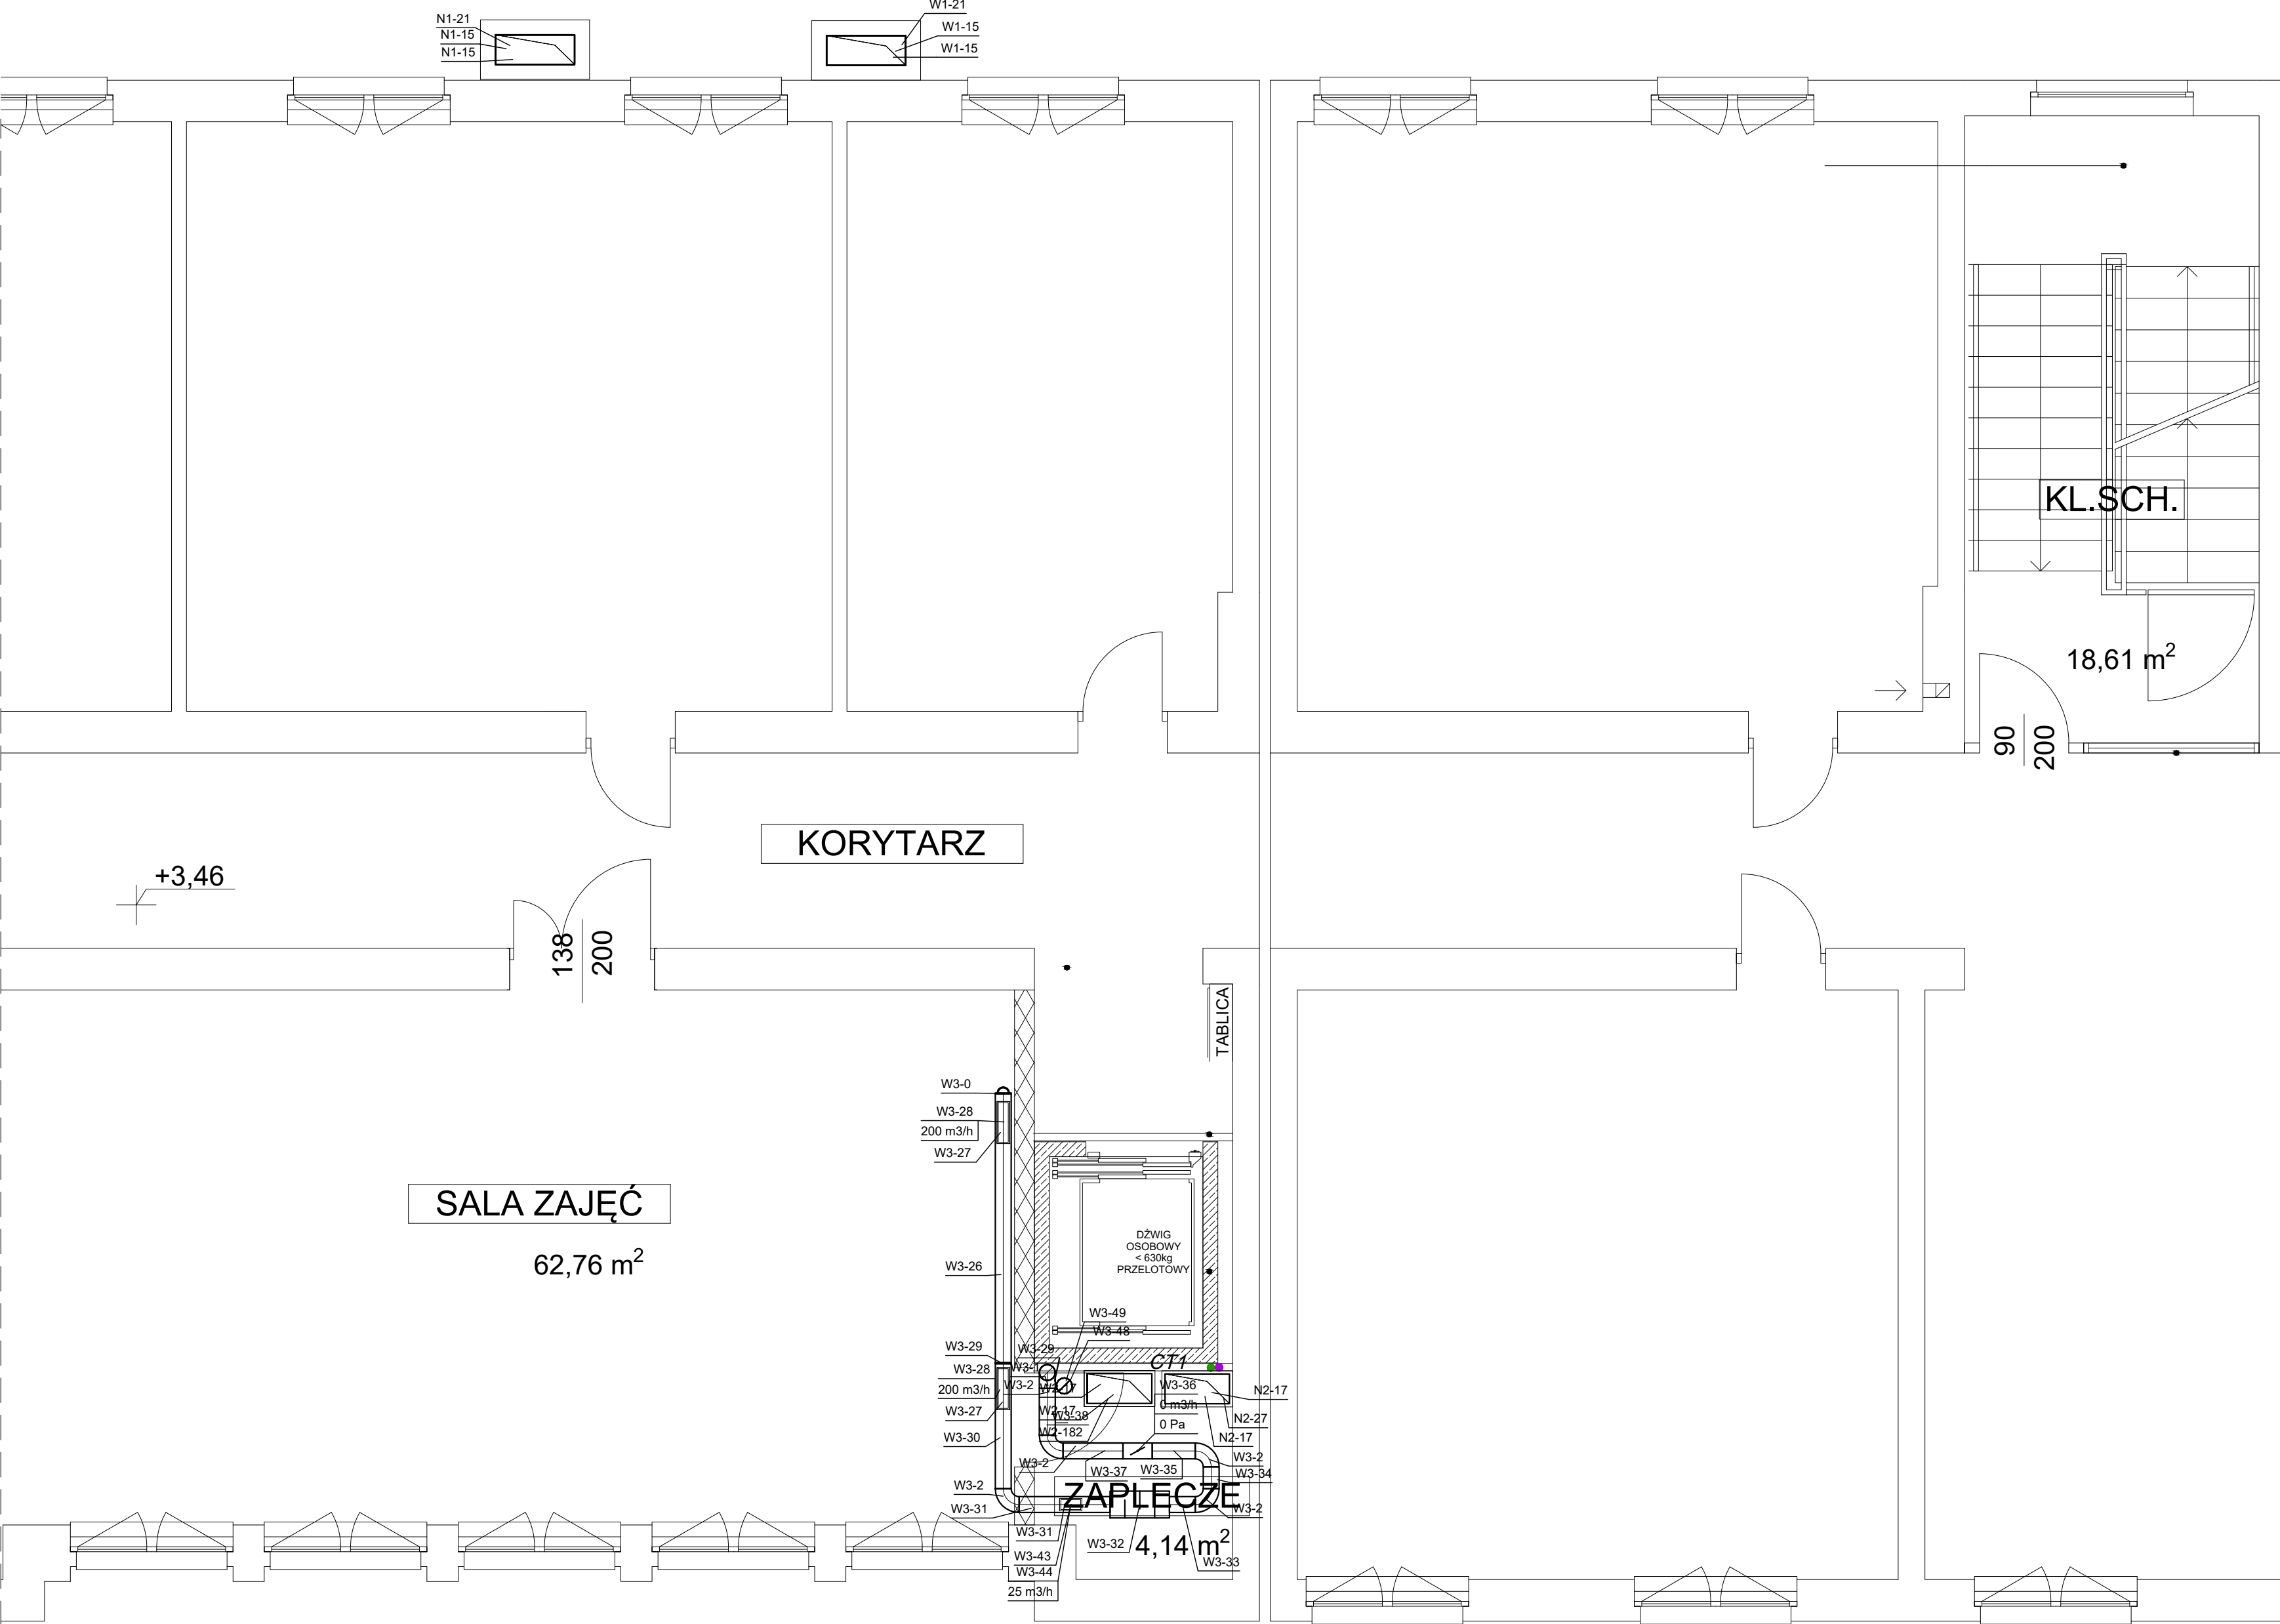 W1-21
N1-21
W1-15
N1-15
W1-15
N1-15
KL.SCH.
18,61 m²
90
200
KORYTARZ
+3,46
138
200
TABLICA
W3-0
W3-28
200 m3/h
W3-27
SALA ZAJĘĆ
62,76 m²
DŹWIG
OSOBOWY
< 630kg
PRZELOTOWY
W3-26
W3-49
W3-48
W3-29
W3-29
CT1
W3-28
W3-2
W2-17
W3-36
200 m3/h
N2-17
0 m3/h
W3-27
W2-17
W3-38
N2-27
0 Pa
W2-182
W3-30
N2-17
W3-2
W3-2
W3-37
W3-35
W3-34
W3-2
ZAPLECZE
W3-31
W3-2
W3-31
W3-32
4,14 m²
W3-43
W3-33
W3-44
25 m3/h